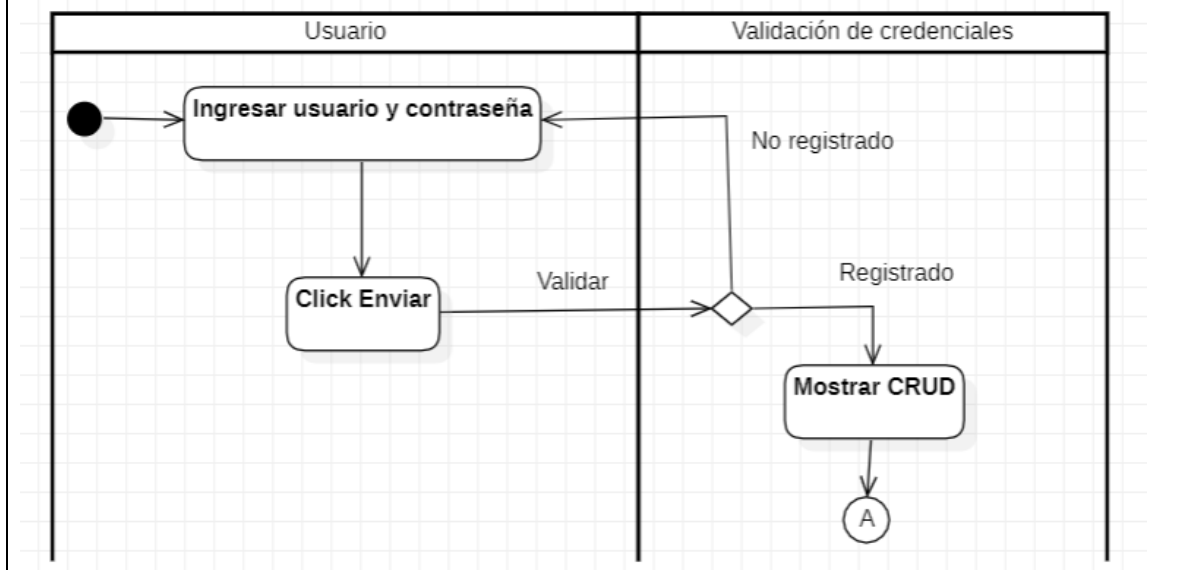 Usuario
Validación de credenciales
Ingresar usuario y contraseña
No registrado
Click Enviar
Validar
Registrado
Mostrar CRUD
A